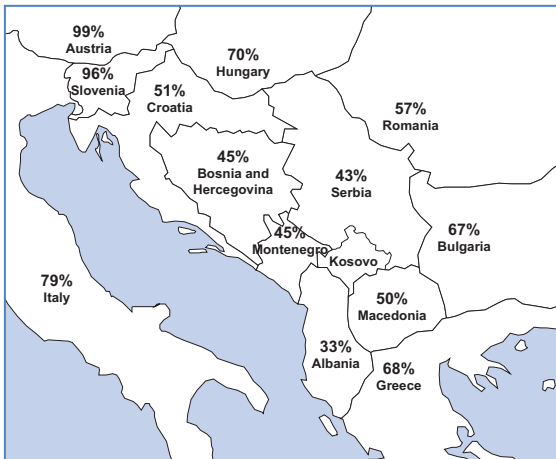 99%
Austria
70%
Hungary
96%
Slovenia
51%
Croatia
57%
Romania
45%
Bosnia and
Hercegovina
43%
Serbia
67%
Bulgaria
45%
Montenegro
Kosovo
79%
Italy
50%
Macedonia
33%
Albania
68%
Greece